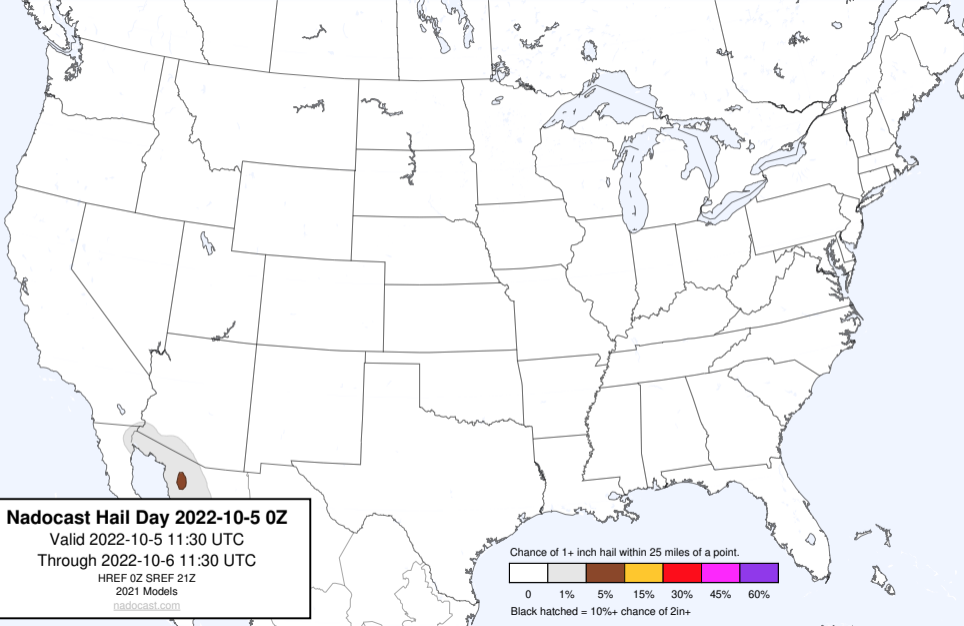 Nadocast Hail Day 2022-10-5 0Z
Valid 2022-10-5 11:30 UTC
Through 2022-10-6 11:30 UTC
HREF 0Z SREF 21Z
2021 Models
nadocast.com
Chance of 1+ inch hail within 25 miles of a point.
0 1% 5% 15% 30% 45% 60%
Black hatched = 10%+ chance of 2in+